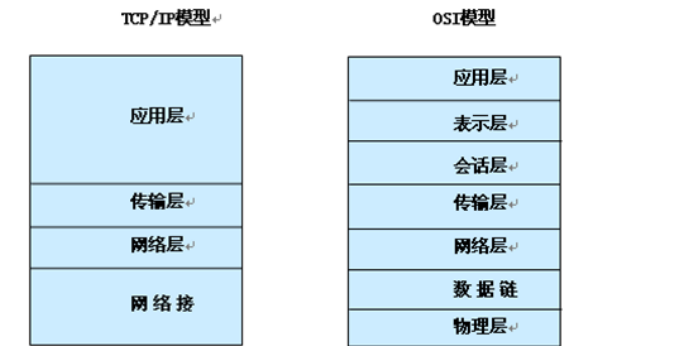 TCP/IP模型
应用层
传输层
网络层
网 络 接
OSI模型
应用层
表示层
会话层
传输层
网络层
数 据 链
物理层